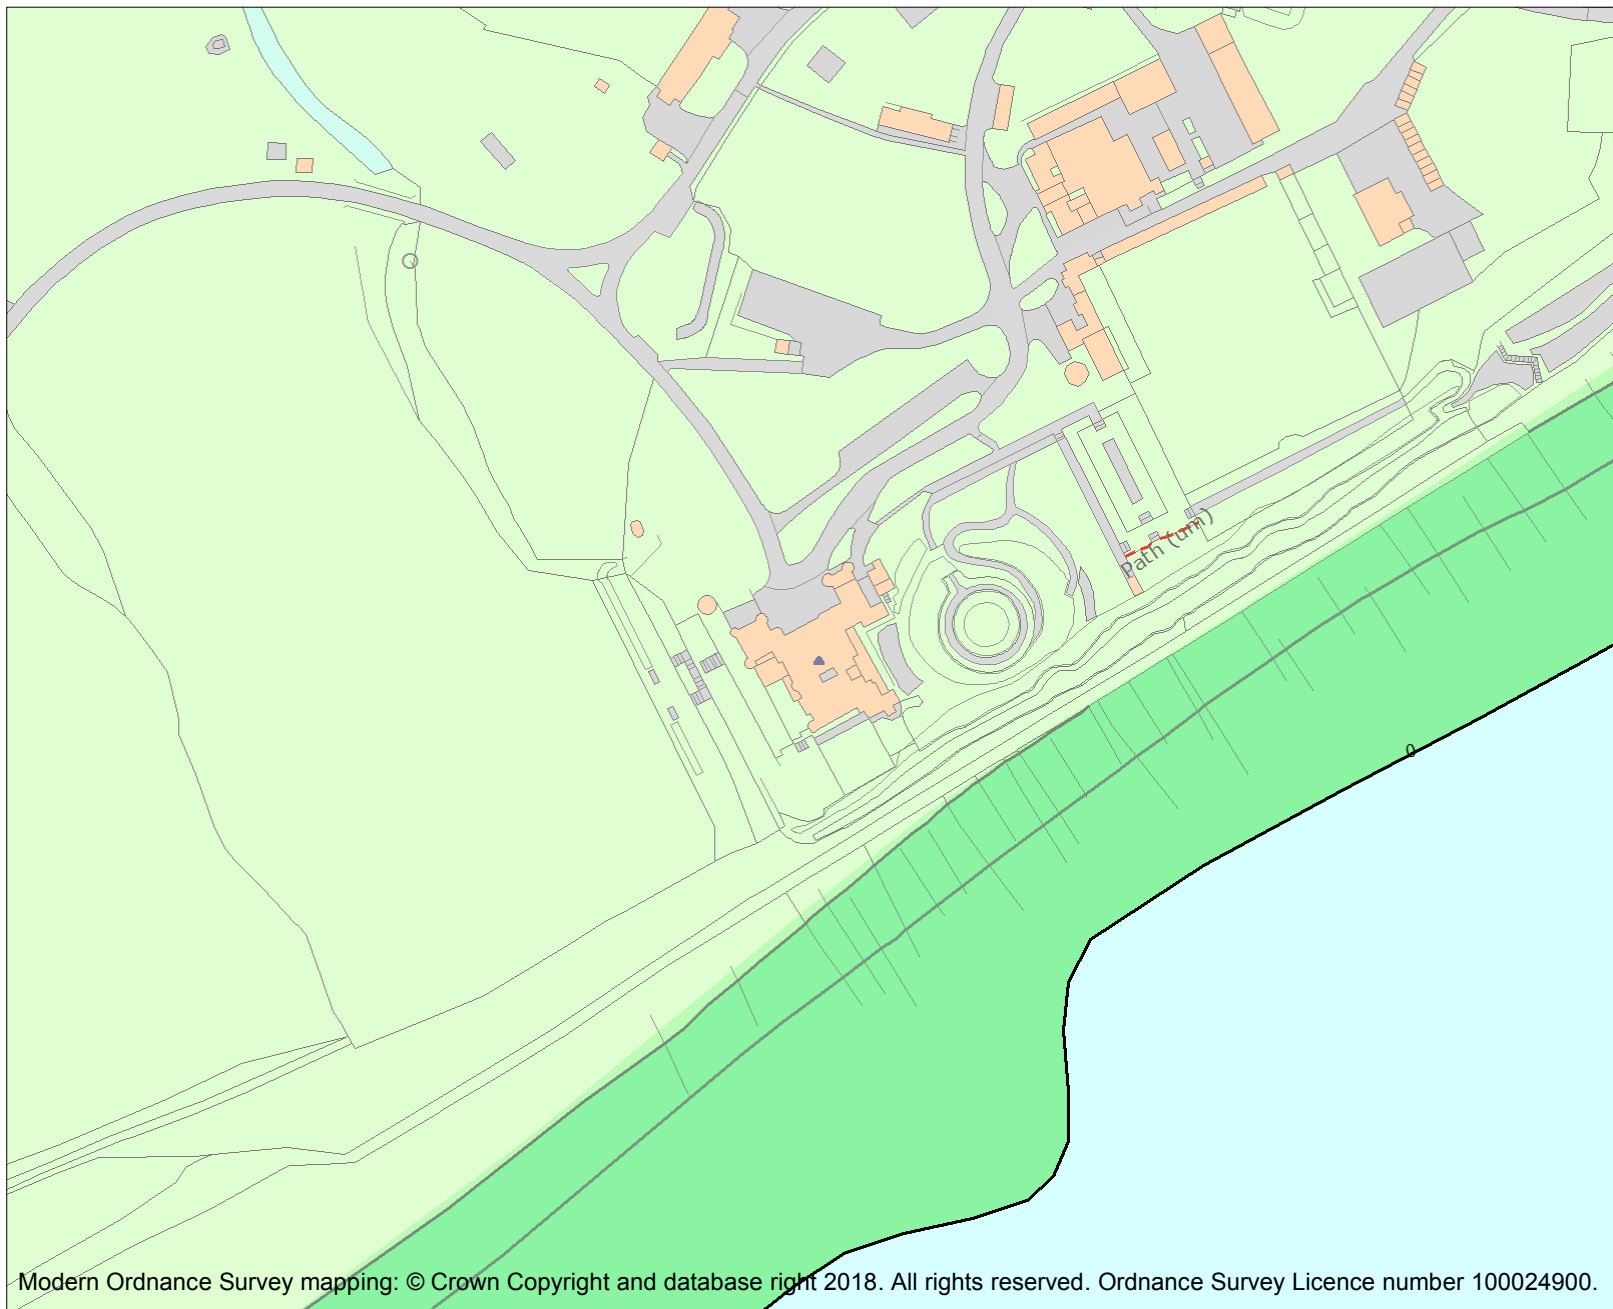 Path (um)
0
Modern Ordnance Survey mapping: © Crown Copyright and database right 2018. All rights reserved. Ordnance Survey Licence number 100024900.